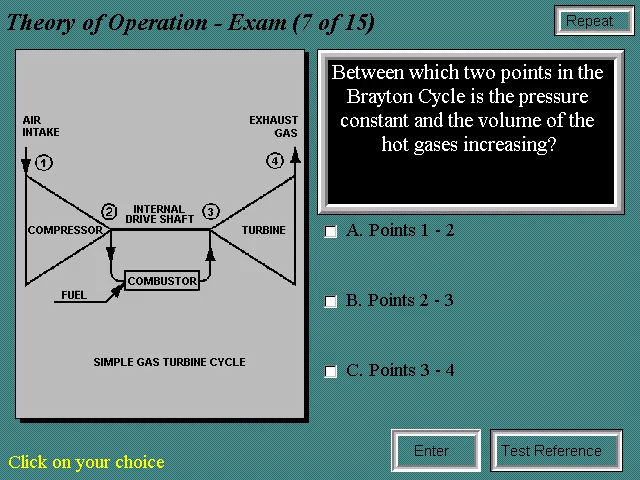 Theory of Operation - Exam (7 of 15)
Repeat
Between which two points in the
Brayton Cycle is the pressure
constant and the volume of the
hot gases increasing?
AIR
INTAKE
EXHAUST
GAS
1
4
2
INTERNAL
DRIVE SHAFT
3
COMPRESSOR
TURBINE
COMBUSTOR
FUEL
SIMPLE GAS TURBINE CYCLE
A. Points 1 - 2
B. Points 2 - 3
C. Points 3 - 4
Click on your choice
Enter
Test Reference